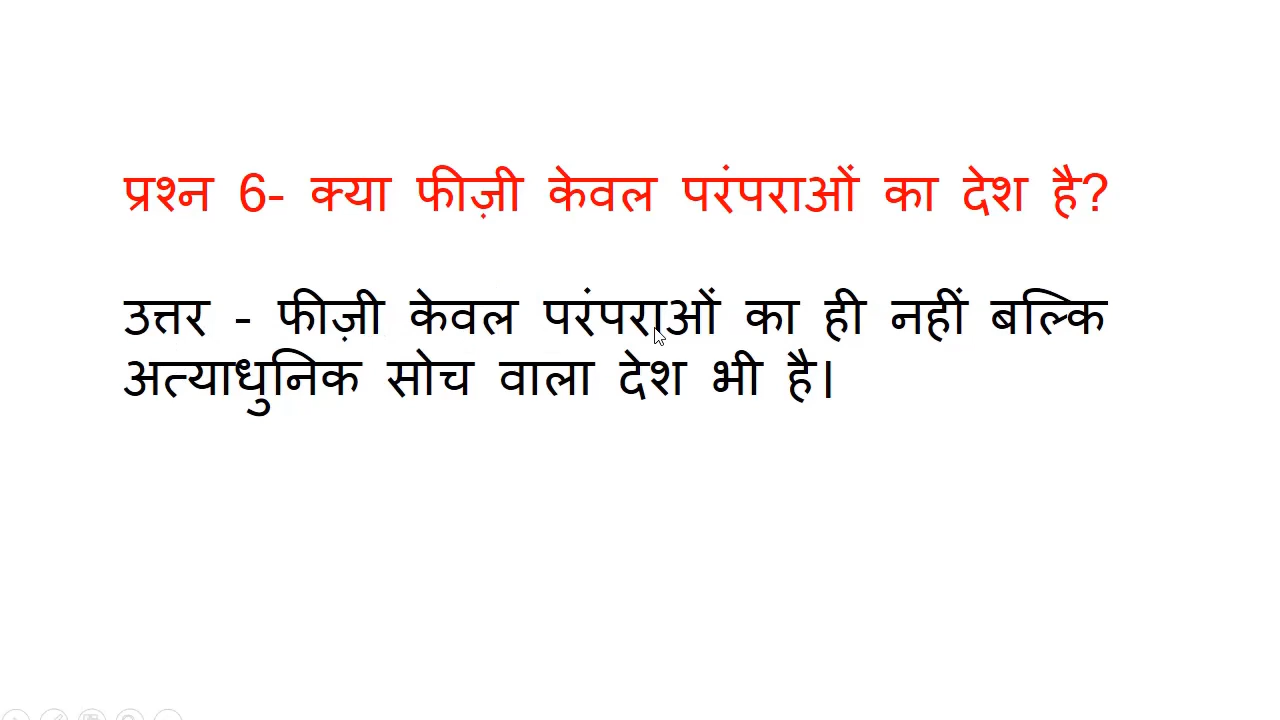 प्रश्न 6- क्या फीज़ी केवल परंपराओं का देश है?
उत्तर - फीज़ी केवल परंपराओं का ही नहीं बल्कि
अत्याधुनिक सोच वाला देश भी है।